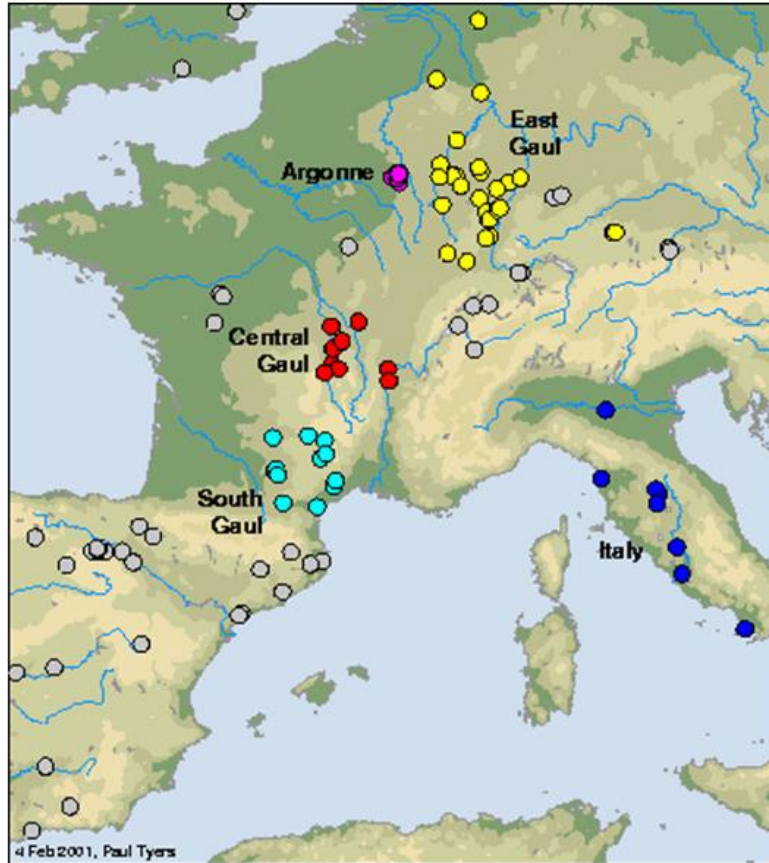 East
Gaul
Argonne
Central
Gaul
South
Gaul
Italy
4 Feb 2001, Paul Tyers